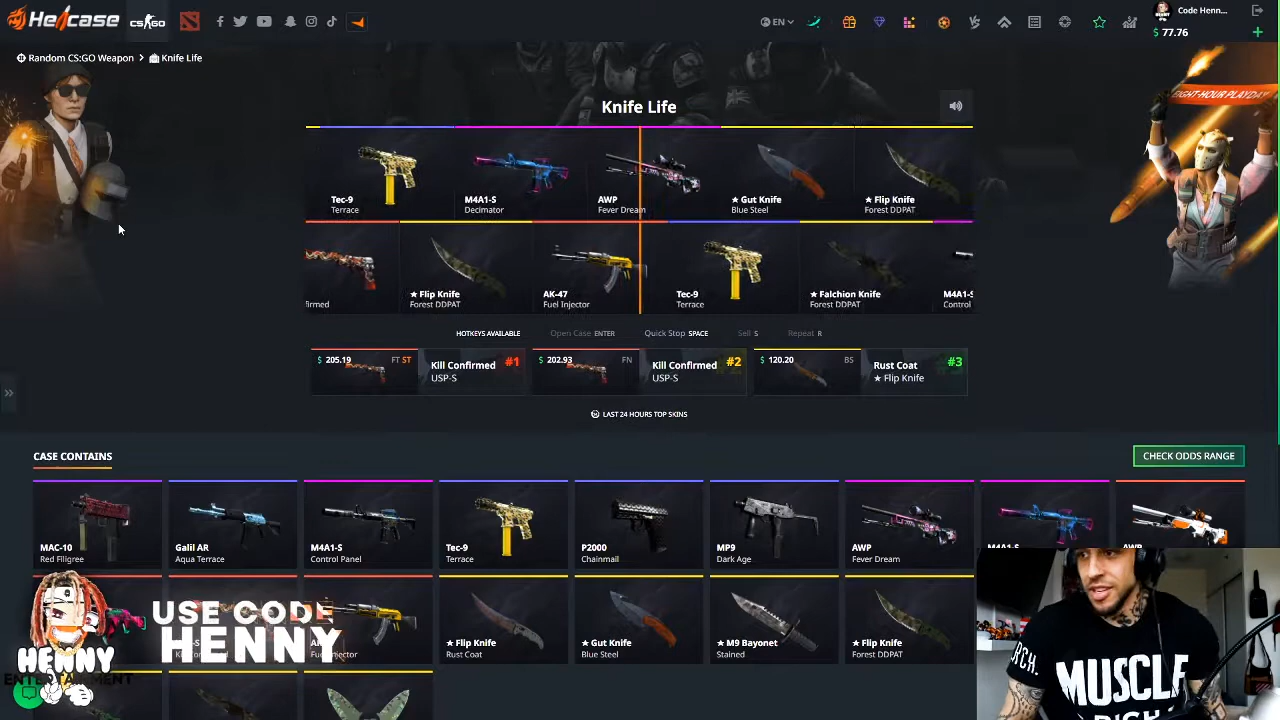 Hellcase
CS:GO
EN
Code Henn...
$ 77.76
Random CS:GO Weapon > Knife Life
EIGHT-HOUR PLAYDAY
Knife Life
Tec-9
Terrace
M4A1-S
Decimator
AWP
Fever Dream
★ Gut Knife
Blue Steel
★ Flip Knife
Forest DDPAT
★ Flip Knife
Forest DDPAT
AK-47
Fuel Injector
Tec-9
Terrace
★ Falchion Knife
Forest DDPAT
M4A1-S
Control
HOTKEYS AVAILABLE Open Case ENTER Quick Stop SPACE Sell S Repeat R
$ 205.19 FT ST
Kill Confirmed #1
USP-S
$ 202.93 FN
Kill Confirmed #2
USP-S
$ 120.20 BS
Rust Coat #3
★ Flip Knife
LAST 24 HOURS TOP SKINS
CASE CONTAINS
CHECK ODDS RANGE
MAC-10
Red Filigree
Galil AR
Aqua Terrace
M4A1-S
Control Panel
Tec-9
Terrace
P2000
Chainmail
MP9
Dark Age
AWP
Fever Dream
M4A1-S
AWP
★ Flip Knife
Rust Coat
★ Gut Knife
Blue Steel
★ M9 Bayonet
Stained
★ Flip Knife
Forest DDPAT
USE CODE
HENNY
HENNY
ENTERTAINMENT
MUSCLE